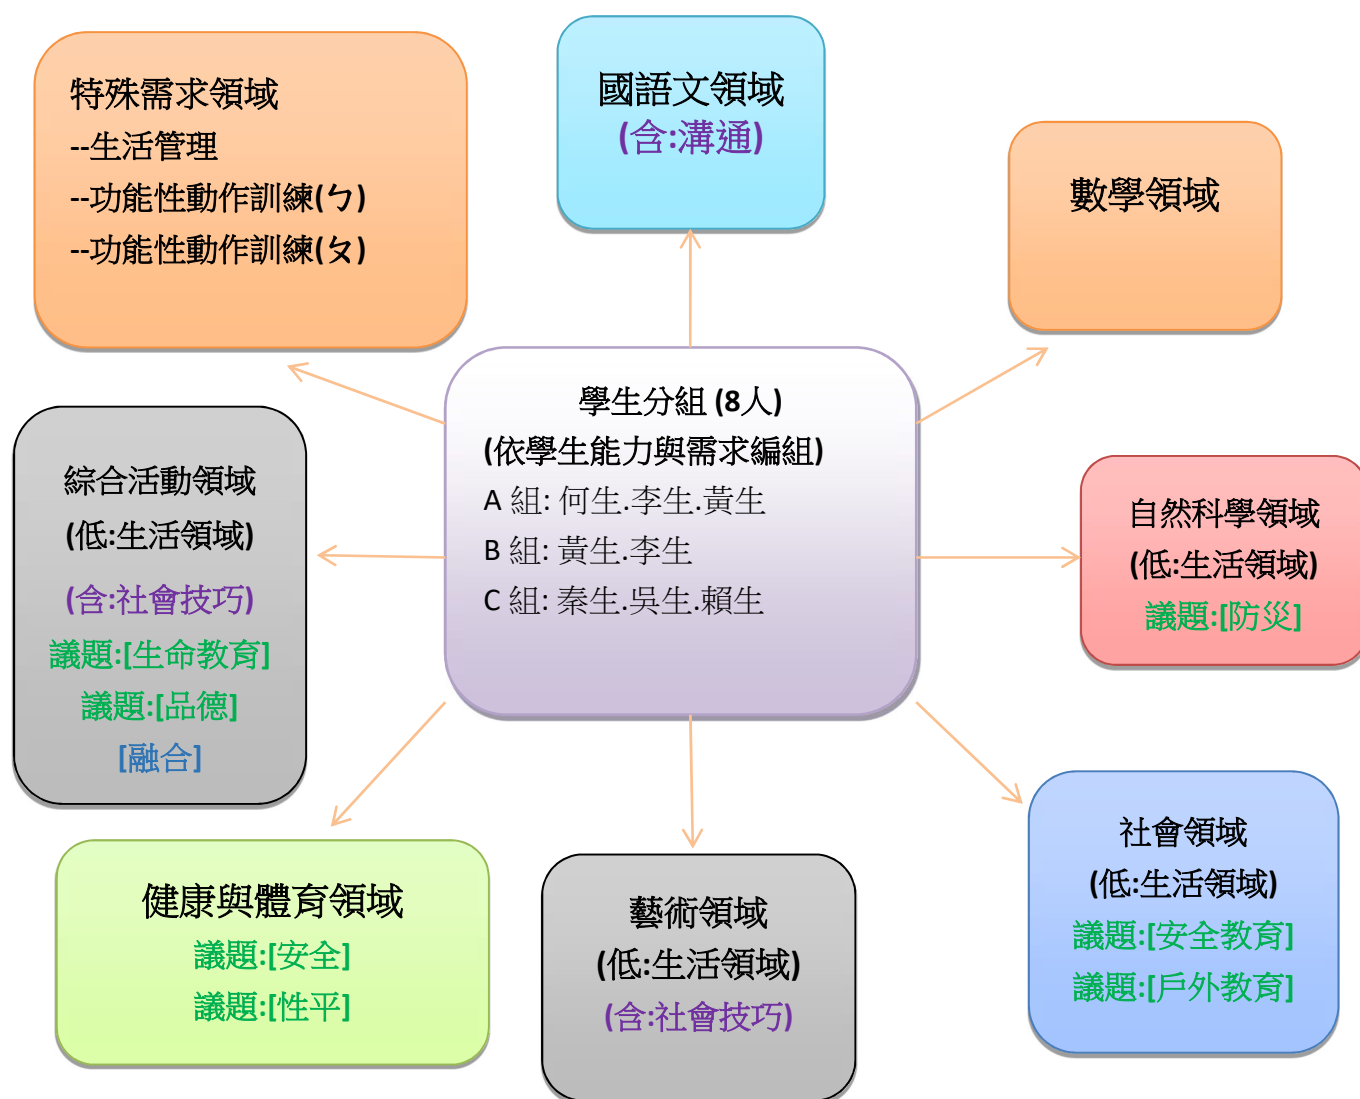 特殊需求領域
--生活管理
--功能性動作訓練(ㄅ)
--功能性動作訓練(ㄆ)
國語文領域
(含:溝通)
數學領域
學生分組 (8人)
(依學生能力與需求編組)
A 組: 何生.李生.黃生
B 組: 黃生.李生
C 組: 秦生.吳生.賴生
綜合活動領域
(低:生活領域)
(含:社會技巧)
議題:[生命教育]
議題:[品德]
[融合]
自然科學領域
(低:生活領域)
議題:[防災]
健康與體育領域
議題:[安全]
議題:[性平]
藝術領域
(低:生活領域)
(含:社會技巧)
社會領域
(低:生活領域)
議題:[安全教育]
議題:[戶外教育]